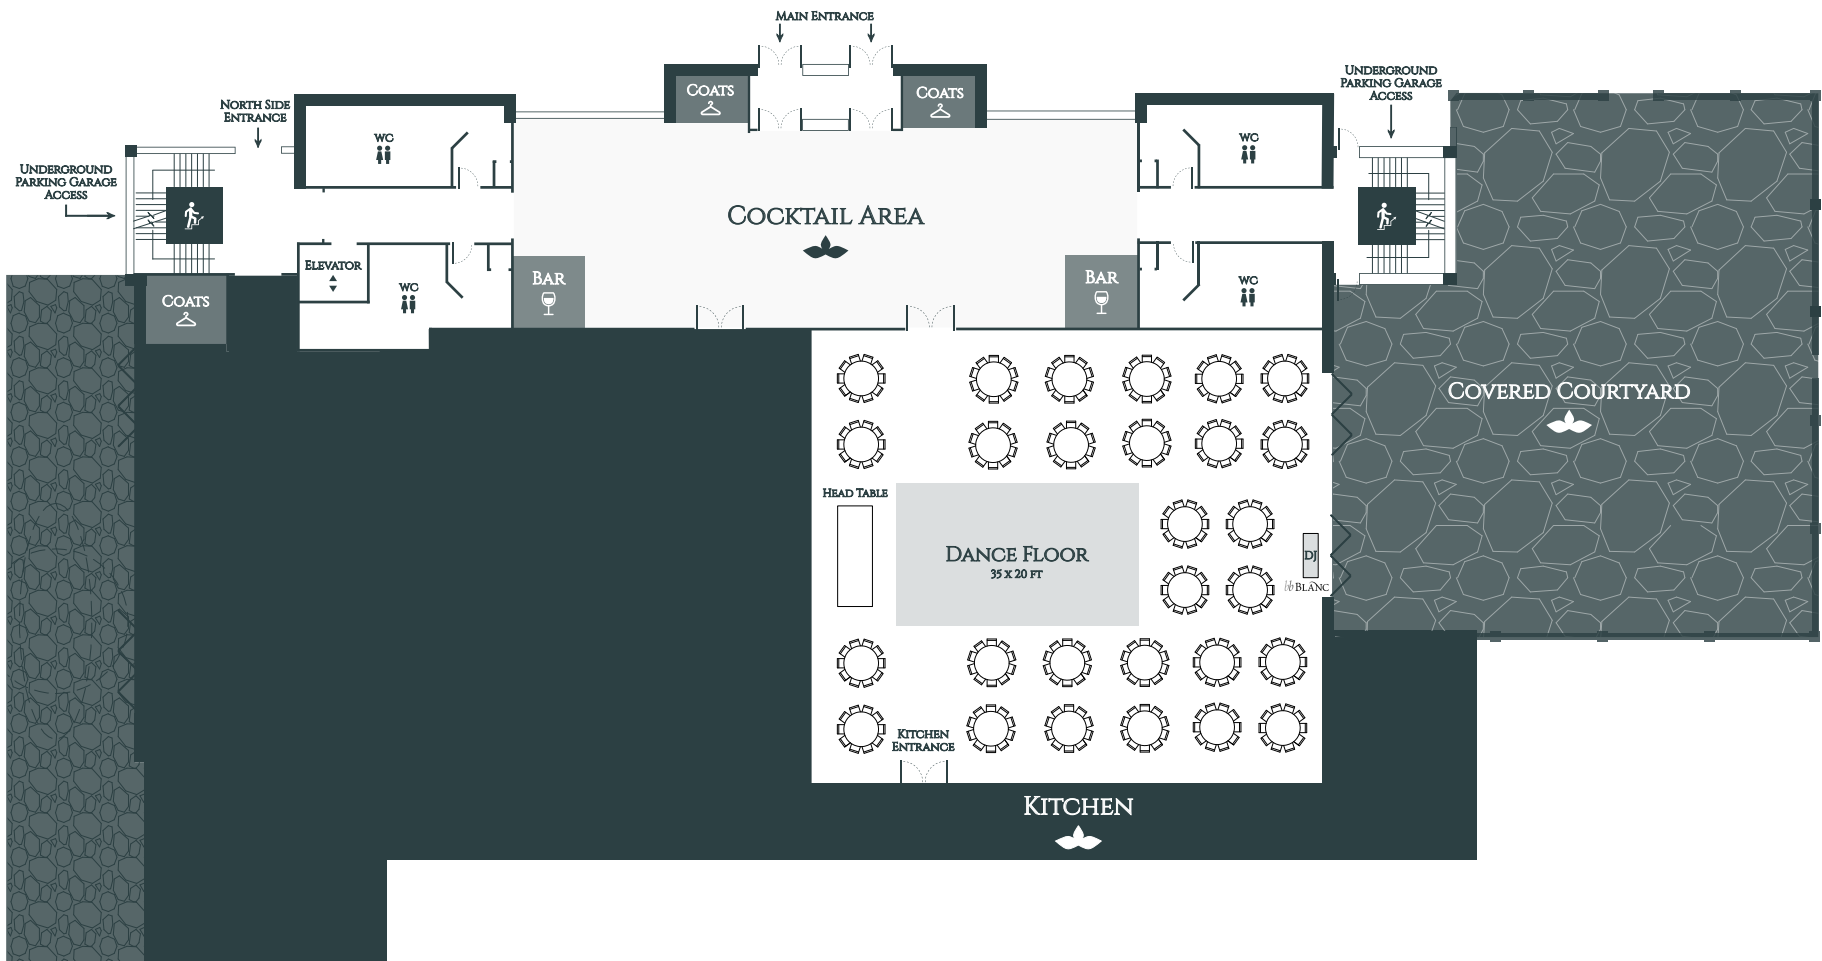 MAIN ENTRANCE
UNDERGROUND
PARKING GARAGE
ACCESS
COATS
COATS
NORTH SIDE
ENTRANCE
WC
WC
UNDERGROUND
PARKING GARAGE
ACCESS
COCKTAIL AREA
ELEVATOR
BAR
BAR
WC
WC
COATS
COVERED COURTYARD
HEAD TABLE
DANCE FLOOR
35 X 20 FT
DJ
bb BLANC
KITCHEN
ENTRANCE
KITCHEN